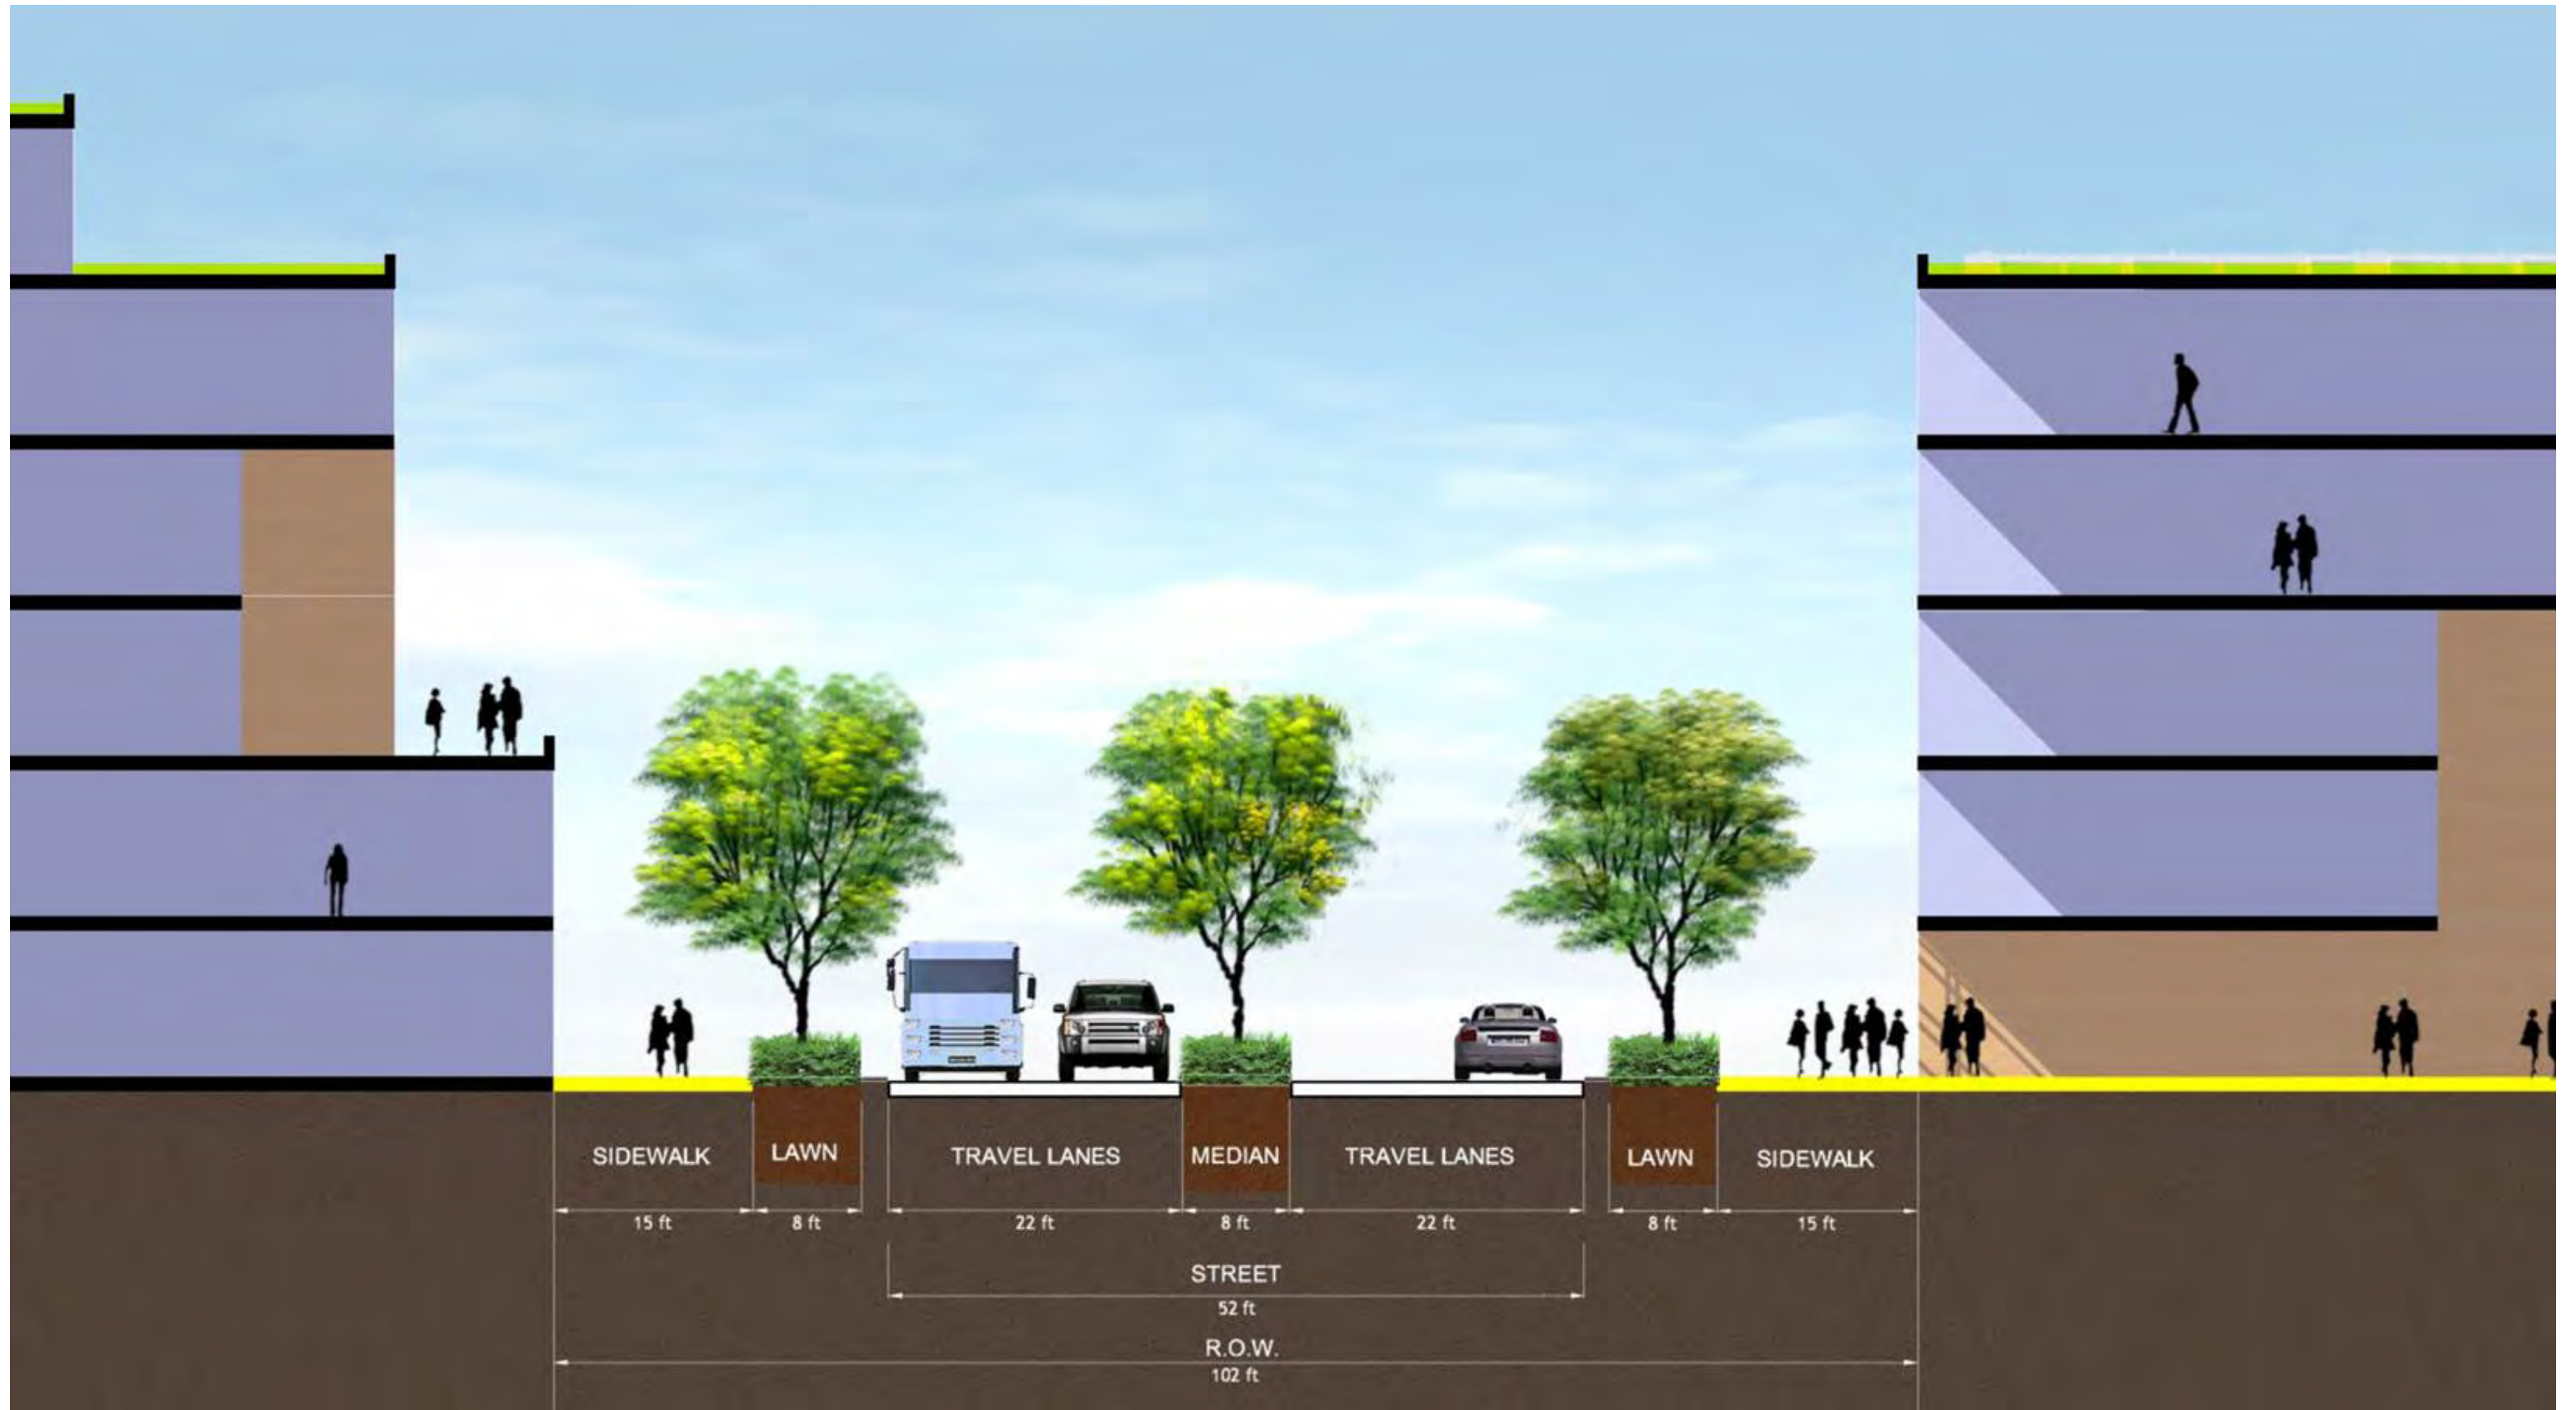 SIDEWALK
LAWN
TRAVEL LANES
MEDIAN
TRAVEL LANES
LAWN
SIDEWALK
15 ft
8 ft
22 ft
8 ft
22 ft
8 ft
15 ft
STREET
52 ft
R.O.W.
102 ft